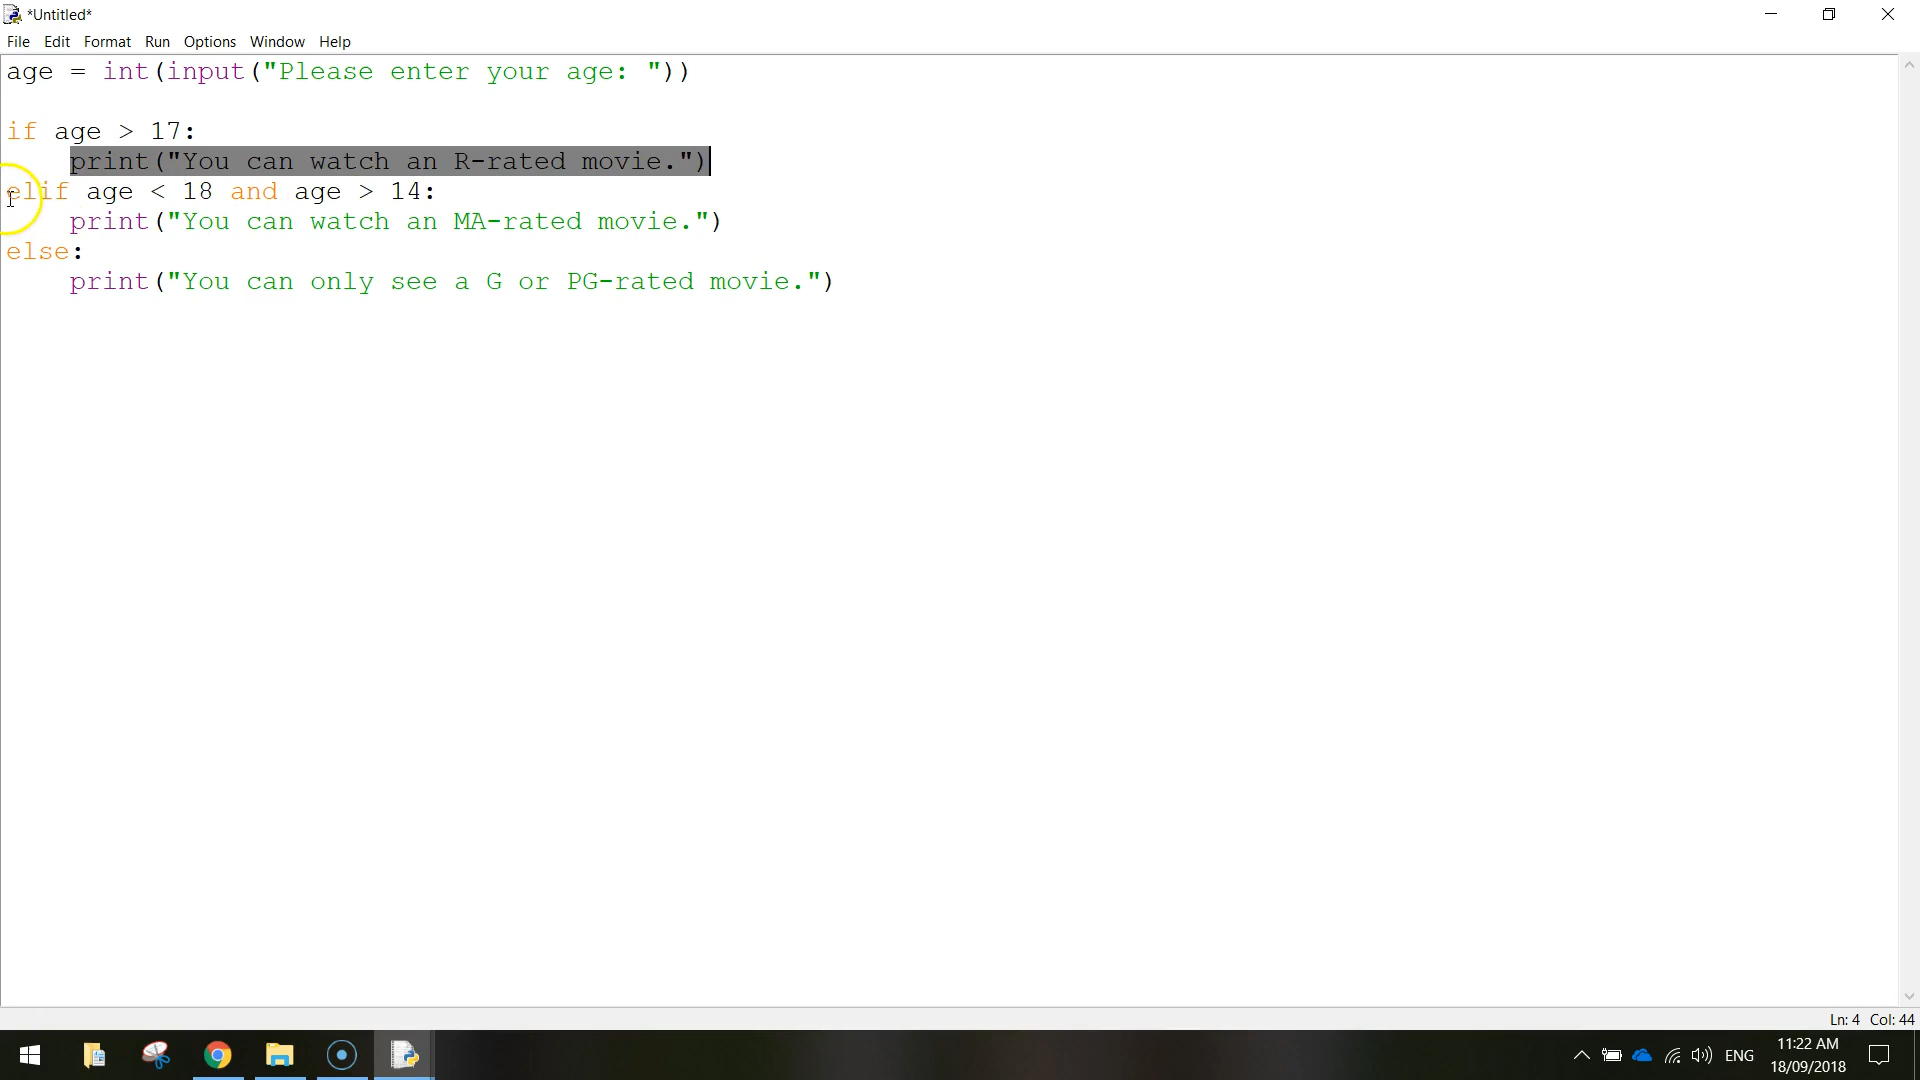 *Untitled*
File Edit Format Run Options Window Help
age = int(input("Please enter your age: "))
if age > 17:
    print("You can watch an R-rated movie.")
elif age < 18 and age > 14:
    print("You can watch an MA-rated movie.")
else:
    print("You can only see a G or PG-rated movie.")
Ln: 4 Col: 44
ENG
11:22 AM
18/09/2018